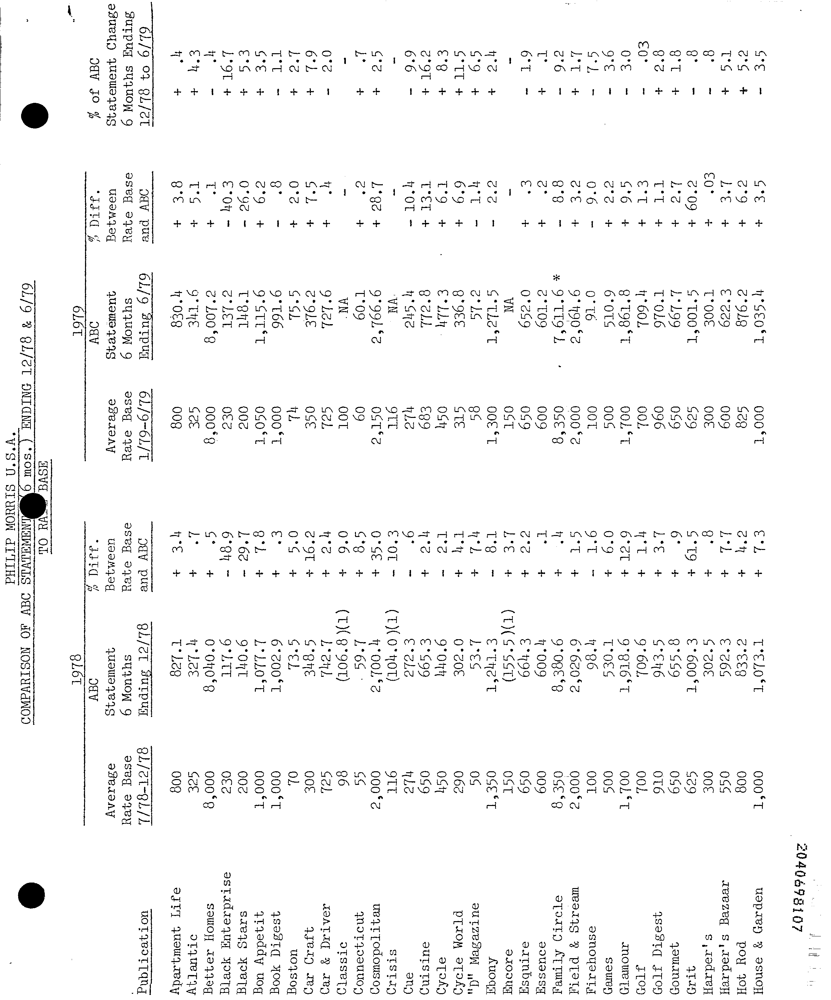 PHILIP MORRIS U.S.A.
COMPARISON OF ABC STATEMENT (6 mos.) ENDING 12/78 & 6/79
TO BASE
1978 1979
Publication Average Rate Base 7/78-12/78 ABC Statement 6 Months Ending 12/78 % Diff. Between Rate Base and ABC Average Rate Base 1/79-6/79 ABC Statement 6 Months Ending 6/79 % Diff. Between Rate Base and ABC % of ABC Statement Change 6 Months Ending 12/78 to 6/79
Apartment Life 800 827.1 + 3.4 800 830.4 + 3.8 + .4
Atlantic 325 327.4 + .7 325 341.6 + 5.1 + 4.3
Better Homes 8,000 8,040.0 + .5 8,000 8,007.2 + .1 - .4
Black Enterprise 230 117.6 - 48.9 230 137.2 - 40.3 + 16.7
Black Stars 200 140.6 - 29.7 200 148.1 - 26.0 + 5.3
Bon Appetit 1,000 1,077.7 + 7.8 1,050 1,115.6 + 6.2 + 3.5
Book Digest 1,000 1,002.9 + .3 1,000 991.6 - .8 - 1.1
Boston 70 73.5 + 5.0 74 75.5 + 2.0 + 2.7
Car Craft 300 348.5 + 16.2 350 376.2 + 7.5 + 7.9
Car & Driver 725 742.7 + 2.4 725 727.6 + .4 - 2.0
Classic 98 (106.8)(1) + 9.0 100 NA - -
Connecticut 55 59.7 + 8.5 60 60.1 + .2 + .7
Cosmopolitan 2,000 2,700.4 + 35.0 2,150 2,766.6 + 28.7 + 2.5
Crisis 116 (104.0)(1) - 10.3 116 NA - -
Cue 274 272.3 - .6 274 245.4 - 10.4 - 9.9
Cuisine 650 665.3 + 2.4 683 772.8 + 13.1 + 16.2
Cycle 450 440.6 - 2.1 450 477.3 + 6.1 + 8.3
Cycle World 290 302.0 + 4.1 315 336.8 + 6.9 + 11.5
"D" Magazine 50 53.7 + 7.4 58 57.2 - 1.4 + 6.5
Ebony 1,350 1,241.3 - 8.1 1,300 1,271.5 - 2.2 + 2.4
Encore 150 (155.5)(1) + 3.7 150 NA - -
Esquire 650 664.3 + 2.2 650 652.0 + .3 - 1.9
Essence 600 600.4 + .1 600 601.2 + .2 + .1
Family Circle 8,350 8,380.6 + .4 8,350 7,611.6 * - 8.8 - 9.2
Field & Stream 2,000 2,029.9 + 1.5 2,000 2,064.6 + 3.2 + 1.7
Firehouse 100 98.4 - 1.6 100 91.0 - 9.0 - 7.5
Games 500 530.1 + 6.0 500 510.9 + 2.2 - 3.6
Glamour 1,700 1,918.6 + 12.9 1,700 1,861.8 + 9.5 - 3.0
Golf 700 709.6 + 1.4 700 709.4 + 1.3 - .03
Golf Digest 910 943.5 + 3.7 960 970.1 + 1.1 + 2.8
Gourmet 650 655.8 + .9 650 667.7 + 2.7 + 1.8
Grit 625 1,009.3 + 61.5 625 1,001.5 + 60.2 - .8
Harper's 300 302.5 + .8 300 300.1 + .03 - .8
Harper's Bazaar 550 592.3 + 7.7 600 622.3 + 3.7 + 5.1
Hot Rod 800 833.2 + 4.2 825 876.2 + 6.2 + 5.2
House & Garden 1,000 1,073.1 + 7.3 1,000 1,035.4 + 3.5 - 3.5
2040698107